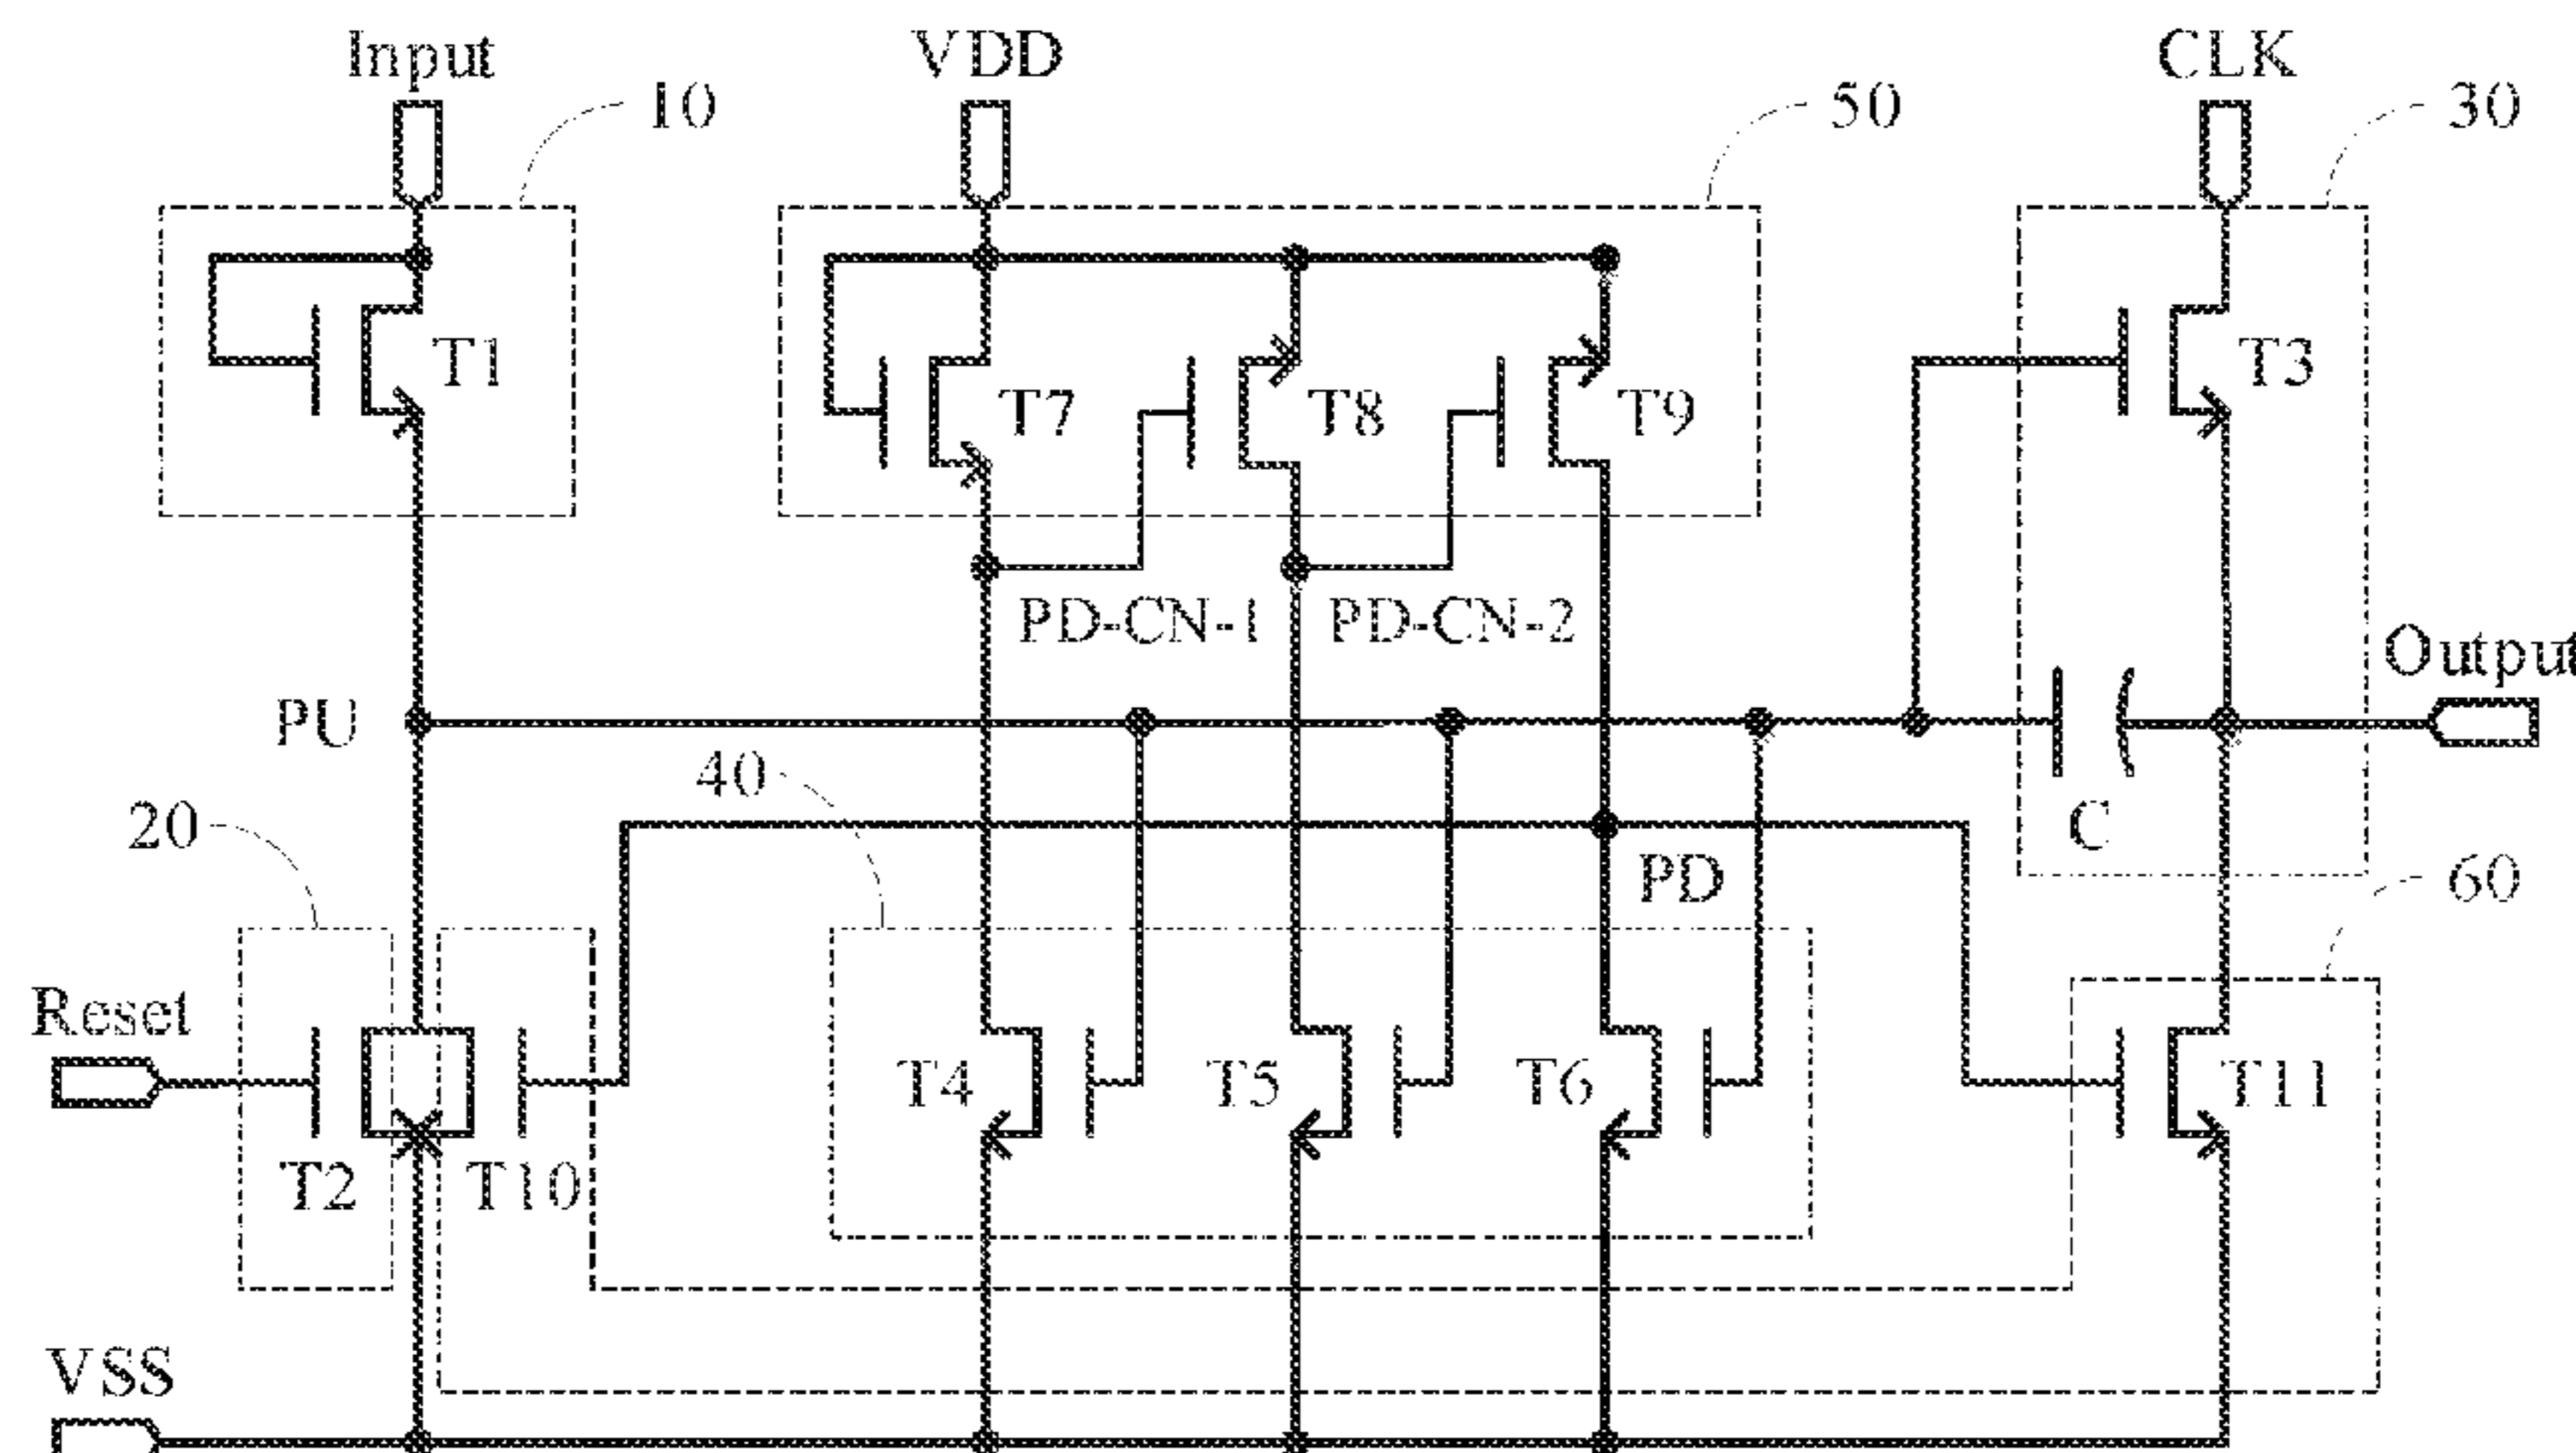 Input
VDD
CLK
10
50
30
T1
T7
T8
T9
T3
PD-CN-1
PD-CN-2
Output
PU
40
20
C
PD
60
Reset
T4
T5
T6
T11
T2
T10
VSS